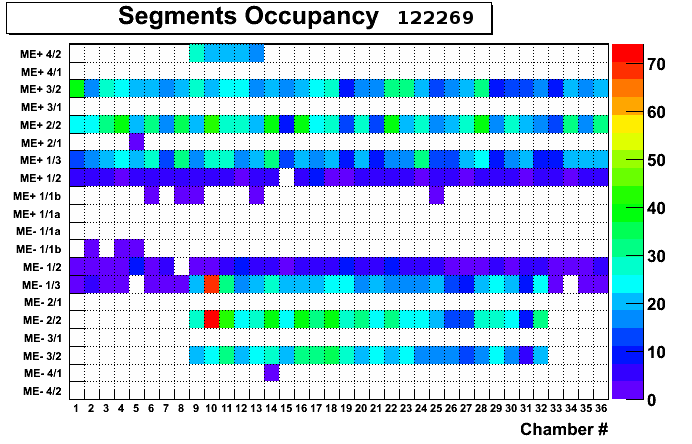 Segments Occupancy 122269
ME+ 4/2
ME+ 4/1
ME+ 3/2
ME+ 3/1
ME+ 2/2
ME+ 2/1
ME+ 1/3
ME+ 1/2
ME+ 1/1b
ME+ 1/1a
ME- 1/1a
ME- 1/1b
ME- 1/2
ME- 1/3
ME- 2/1
ME- 2/2
ME- 3/1
ME- 3/2
ME- 4/1
ME- 4/2
1 2 3 4 5 6 7 8 9 10 11 12 13 14 15 16 17 18 19 20 21 22 23 24 25 26 27 28 29 30 31 32 33 34 35 36
Chamber #
70
60
50
40
30
20
10
0